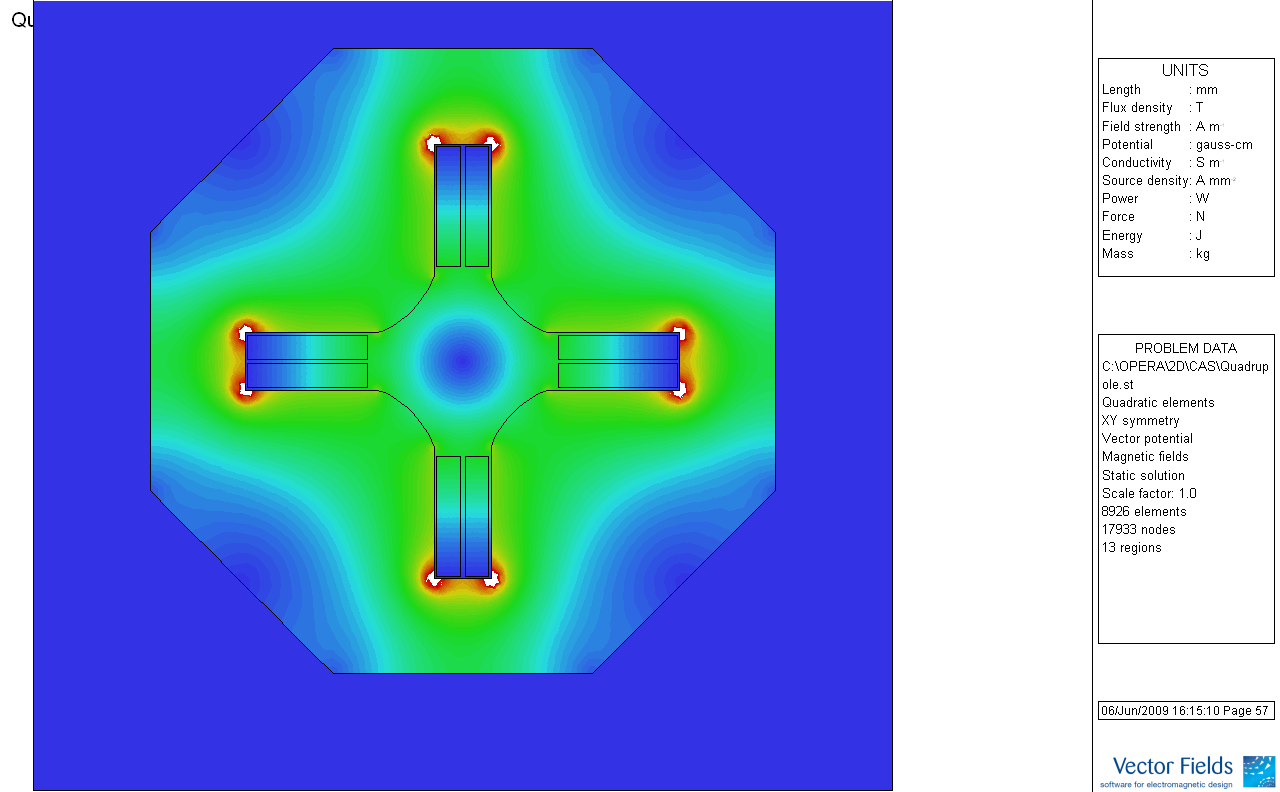 Qu
UNITS
Length : mm
Flux density : T
Field strength : A m
Potential : gauss-cm
Conductivity : S m
Source density: A mm
Power : W
Force : N
Energy : J
Mass : kg
PROBLEM DATA
C:\OPERA\2D\CAS\Quadrup
ole.st
Quadratic elements
XY symmetry
Vector potential
Magnetic fields
Static solution
Scale factor: 1.0
8926 elements
17933 nodes
13 regions
06/Jun/2009 16:15:10 Page 57
Vector Fields
software for electromagnetic design